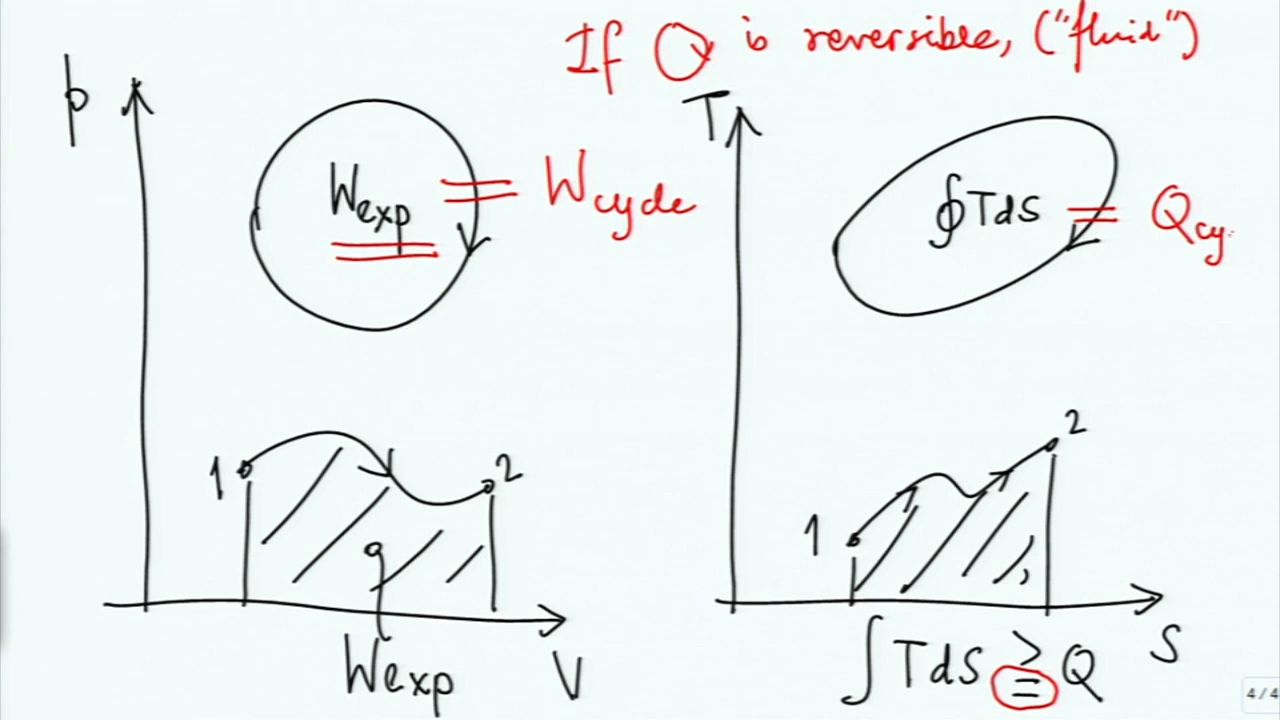 If Q is reversible, ("fluid")
p
Wexp = Wcycle
1
2
Wexp
V
T
∮TdS = Qcy.
1
2
∫TdS ≥ Q
S
4/4